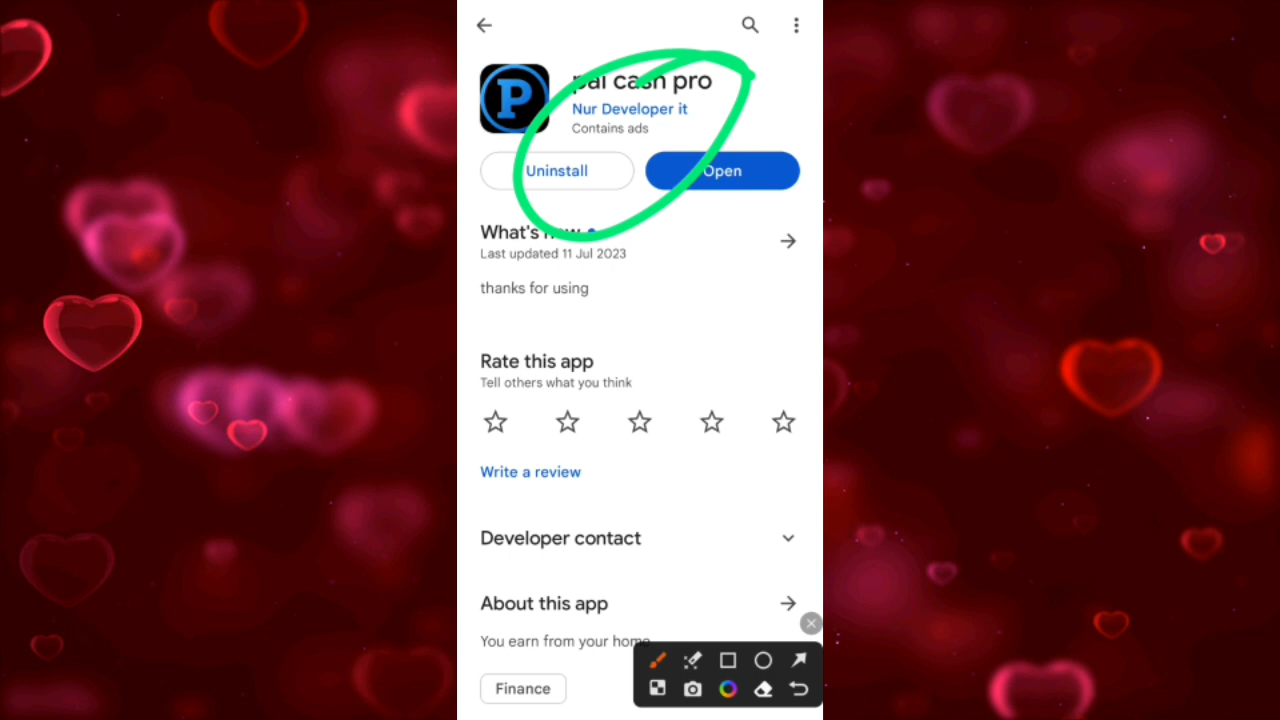 P
pal cash pro
Nur Developer it
Contains ads
Uninstall
Open
What's new
Last updated 11 Jul 2023
thanks for using
Rate this app
Tell others what you think
Write a review
Developer contact
About this app
You earn from your home
Finance